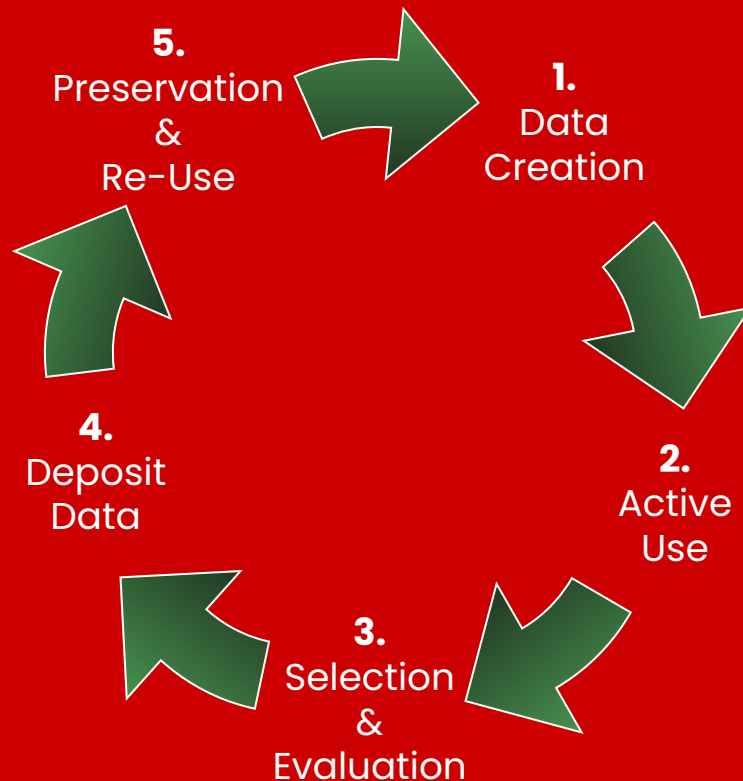 1.
Data
Creation
2.
Active
Use
3.
Selection
&
Evaluation
4.
Deposit
Data
5.
Preservation
&
Re-Use